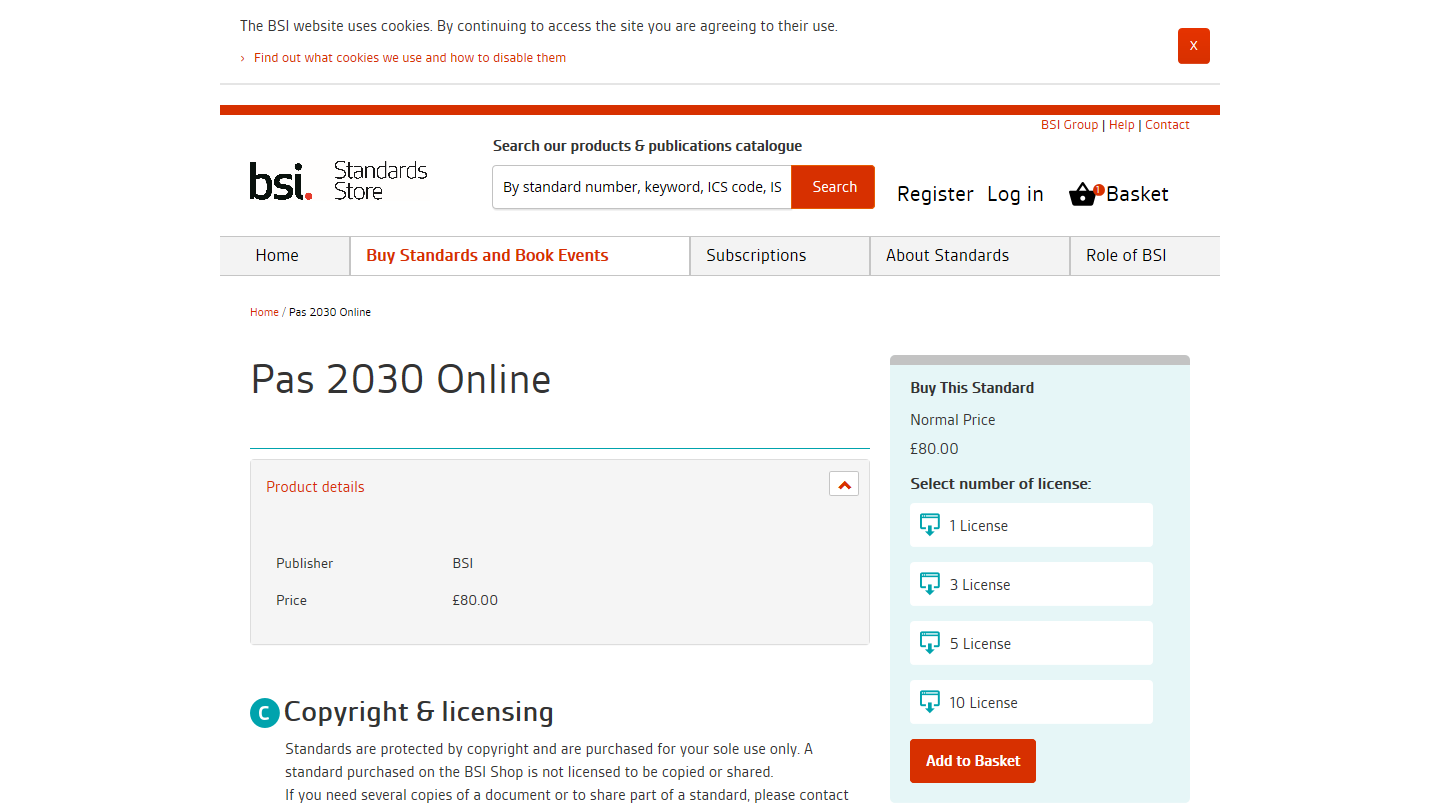 The BSI website uses cookies. By continuing to access the site you are agreeing to their use.
› Find out what cookies we use and how to disable them
X
BSI Group | Help | Contact
bsi. Standards Store
Search our products & publications catalogue
By standard number, keyword, ICS code, IS
Search
Register Log in 1 Basket
Home
Buy Standards and Book Events
Subscriptions
About Standards
Role of BSI
Home / Pas 2030 Online
Pas 2030 Online
Product details
Publisher BSI
Price £80.00
C Copyright & licensing
Standards are protected by copyright and are purchased for your sole use only. A
standard purchased on the BSI Shop is not licensed to be copied or shared.
If you need several copies of a document or to share part of a standard, please contact
Buy This Standard
Normal Price
£80.00
Select number of license:
1 License
3 License
5 License
10 License
Add to Basket